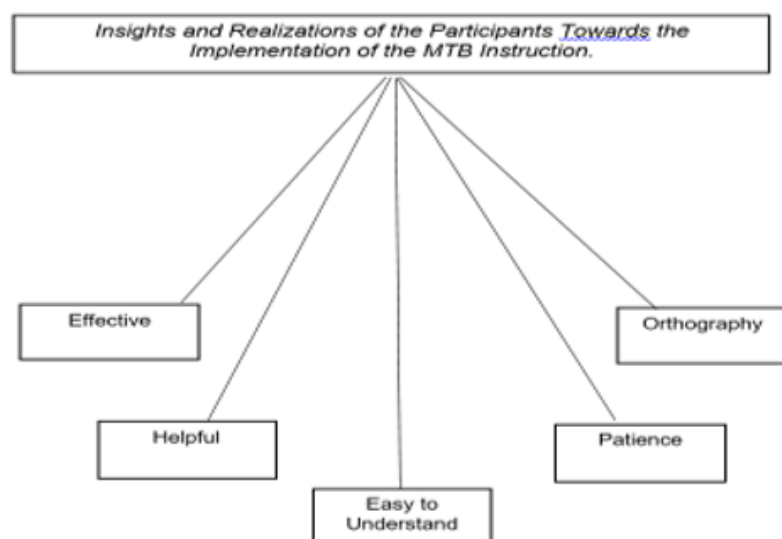 Insights and Realizations of the Participants Towards the
Implementation of the MTB Instruction.
Effective
Orthography
Helpful
Patience
Easy to
Understand